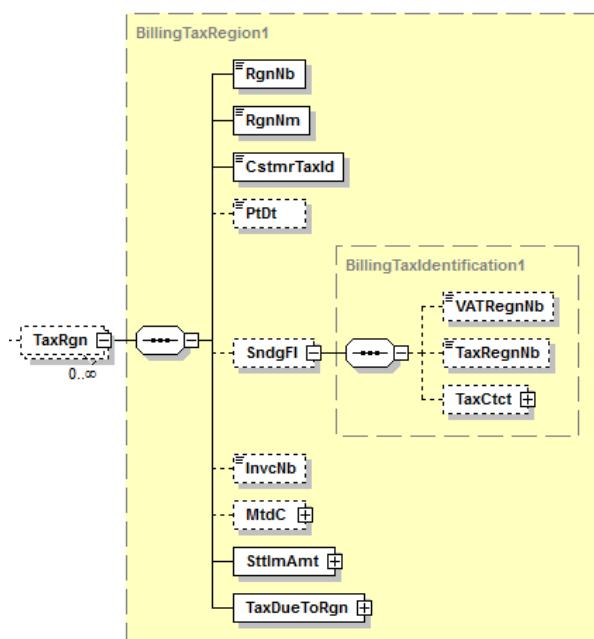 BillingTaxRegion1
RgnNb
RgnNm
CstmrTaxId
PtDt
BillingTaxIdentification1
VATRegnNb
TaxRgn
0..∞
SndgFI
TaxRegnNb
TaxCtct
InvcNb
MtdC
SttlmAmt
TaxDueToRgn